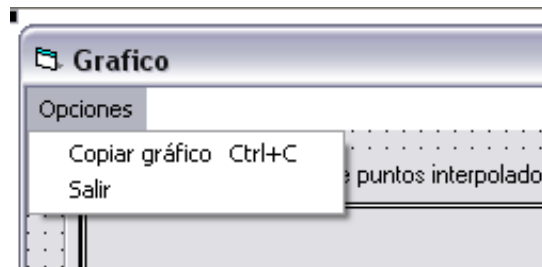 Grafico
Opciones
Copiar gráfico Ctrl+C
puntos interpolado
Salir